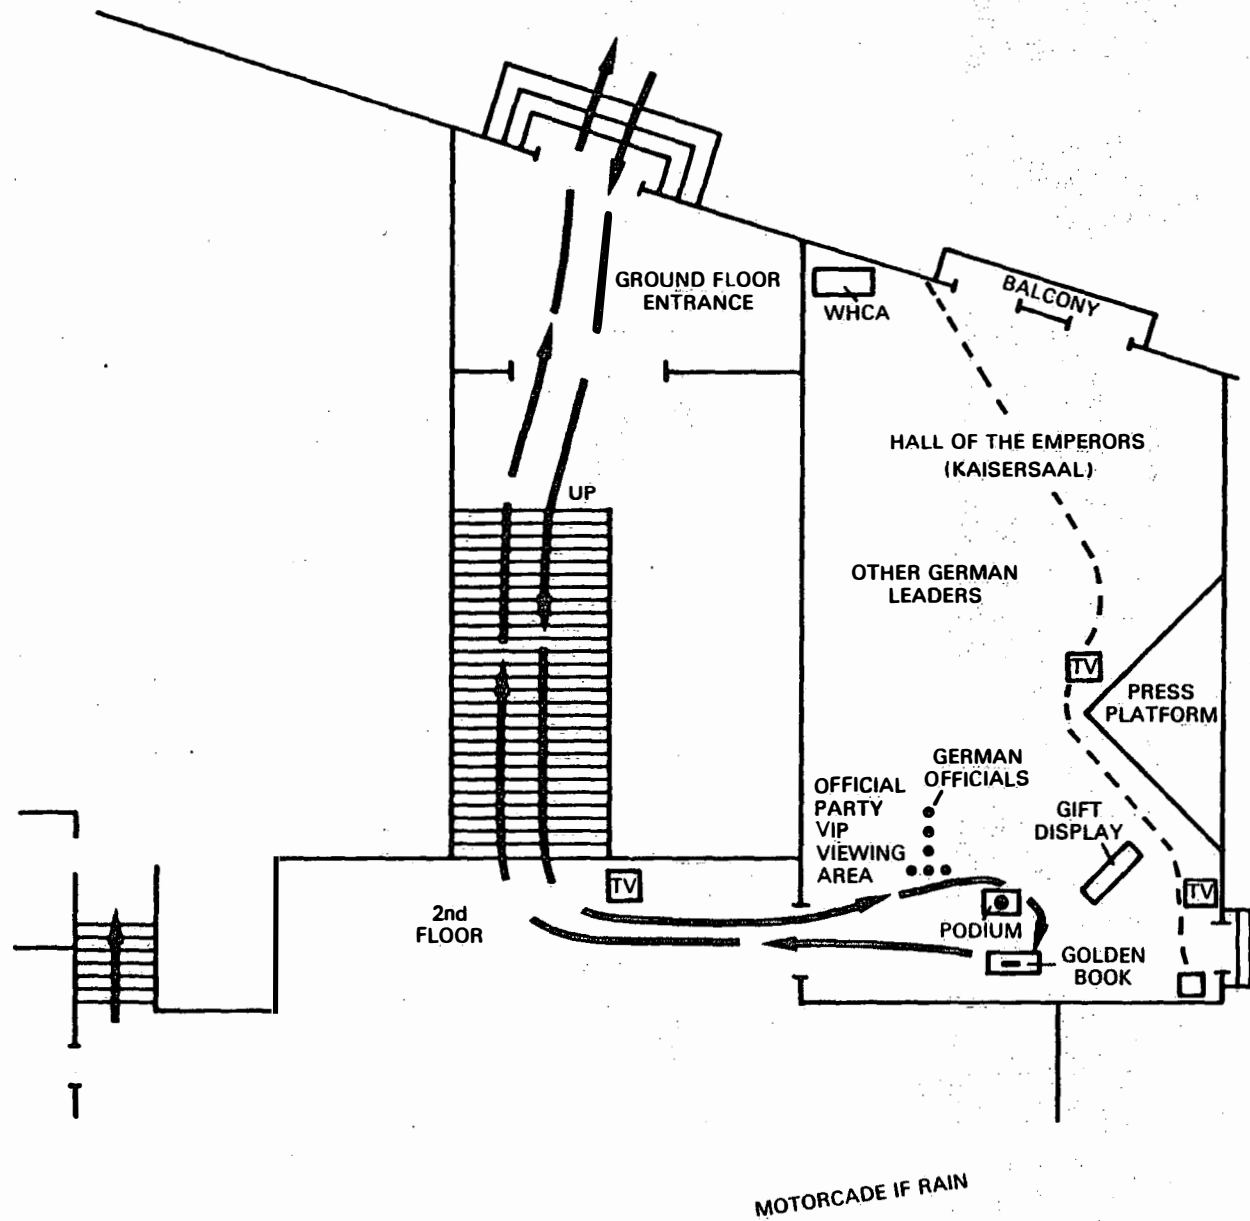 GROUND FLOOR
ENTRANCE
WHCA
BALCONY
HALL OF THE EMPERORS
(KAISERSAAL)
UP
OTHER GERMAN
LEADERS
TV
PRESS
PLATFORM
GERMAN
OFFICIALS
OFFICIAL
PARTY
VIP
VIEWING
AREA
GIFT
DISPLAY
TV
TV
2nd
FLOOR
PODIUM
GOLDEN
BOOK
MOTORCADE IF RAIN